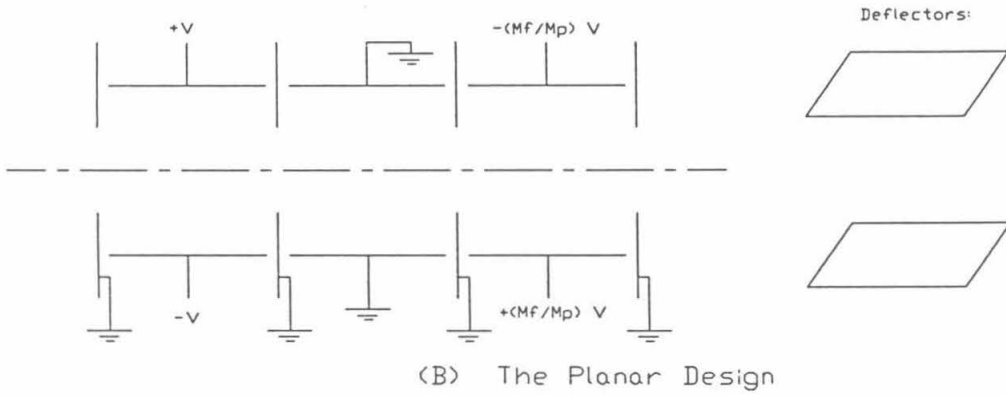 Deflectors:
+V
-(Mf/Mp) V
-V
+(Mf/Mp) V
(B) The Planar Design